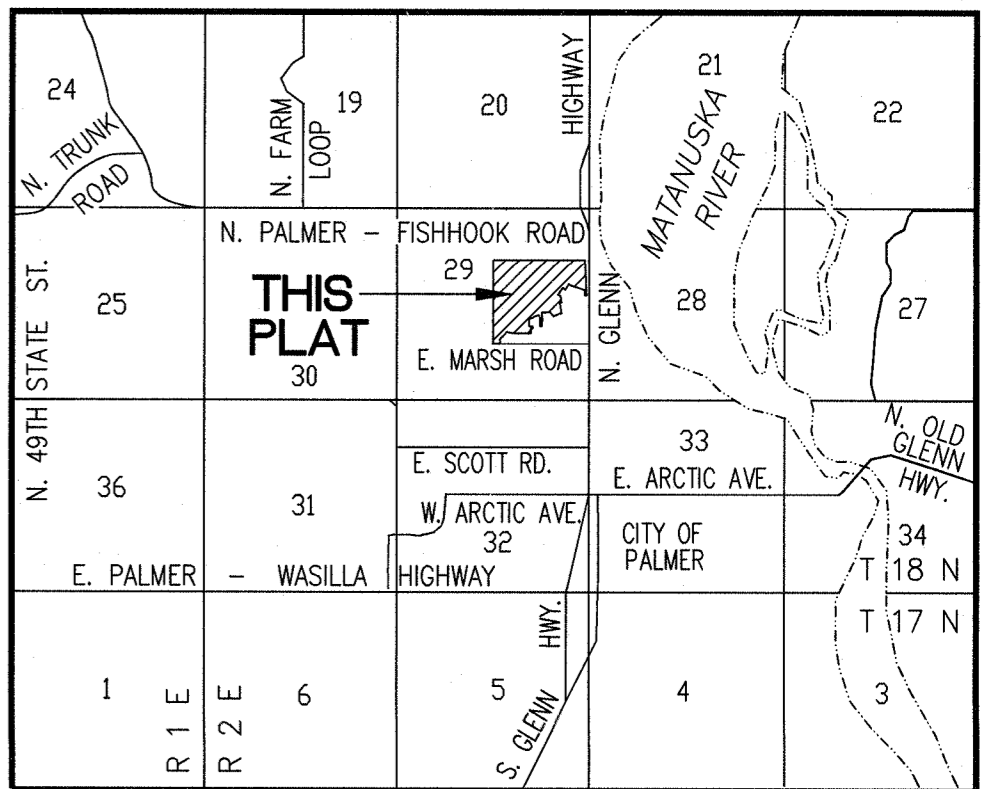 24
N. TRUNK
ROAD
N. FARM
LOOP
19
20
HIGHWAY
21
MATANUSKA
RIVER
22
N. PALMER - FISHHOOK ROAD
N. 49TH STATE ST.
25
THIS
PLAT
30
29
E. MARSH ROAD
N. GLENN
28
27
36
31
E. SCOTT RD.
W. ARCTIC AVE.
32
33
E. ARCTIC AVE.
N. OLD
GLENN
HWY.
CITY OF
PALMER
34
T 18 N
E. PALMER - WASILLA HIGHWAY
T 17 N
1
R 1 E
R 2 E
6
5
HWY.
S. GLENN
4
3